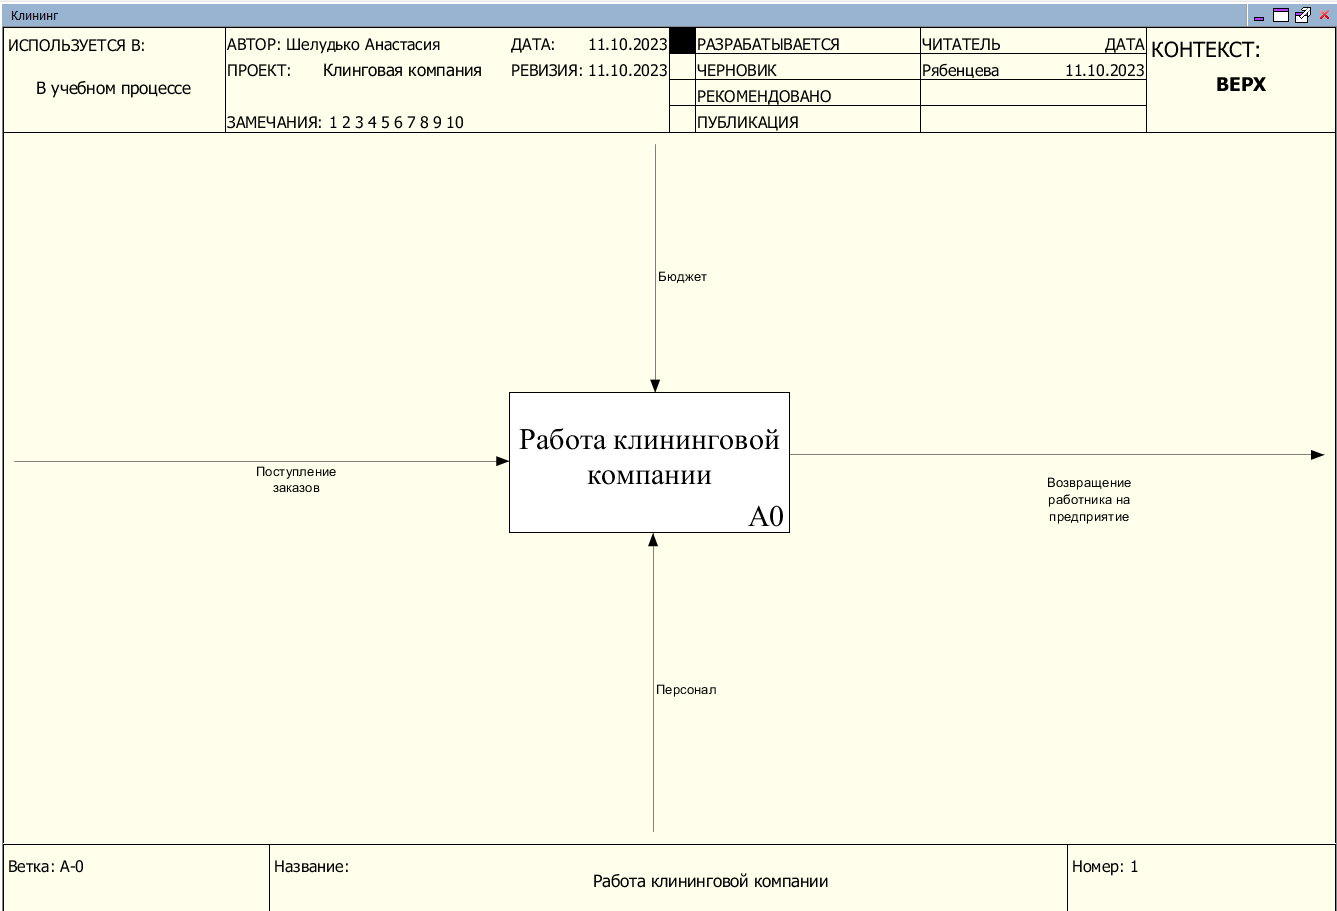 Клининг
ИСПОЛЬЗУЕТСЯ В:
В учебном процессе
АВТОР: Шелудько Анастасия
ДАТА: 11.10.2023
ПРОЕКТ: Клинговая компания
РЕВИЗИЯ: 11.10.2023
ЗАМЕЧАНИЯ: 1 2 3 4 5 6 7 8 9 10
РАЗРАБАТЫВАЕТСЯ
ЧЕРНОВИК
РЕКОМЕНДОВАНО
ПУБЛИКАЦИЯ
ЧИТАТЕЛЬ ДАТА
Рябенцева 11.10.2023
КОНТЕКСТ:
ВЕРХ
Бюджет
Работа клининговой
компании
A0
Поступление
заказов
Возвращение
работника на
предприятие
Персонал
Ветка: A-0
Название:
Работа клининговой компании
Номер: 1